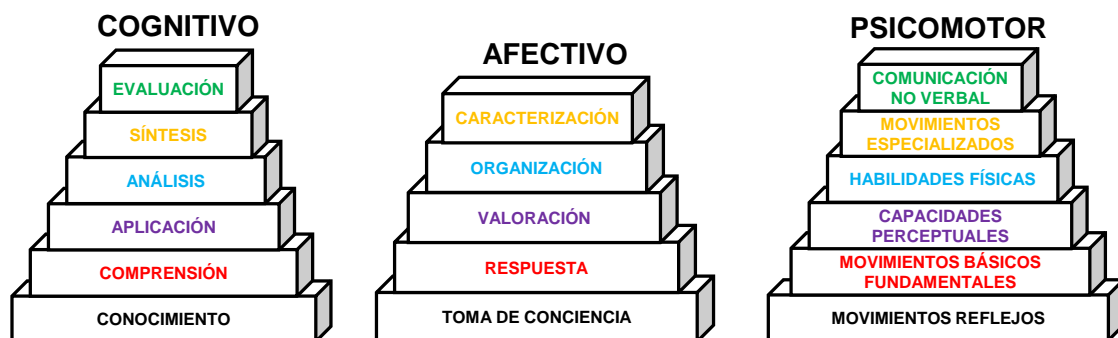 COGNITIVO
EVALUACIÓN
SÍNTESIS
ANÁLISIS
APLICACIÓN
COMPRENSIÓN
CONOCIMIENTO
AFECTIVO
CARACTERIZACIÓN
ORGANIZACIÓN
VALORACIÓN
RESPUESTA
TOMA DE CONCIENCIA
PSICOMOTOR
COMUNICACIÓN
NO VERBAL
MOVIMIENTOS
ESPECIALIZADOS
HABILIDADES FÍSICAS
CAPACIDADES
PERCEPTUALES
MOVIMIENTOS BÁSICOS
FUNDAMENTALES
MOVIMIENTOS REFLEJOS